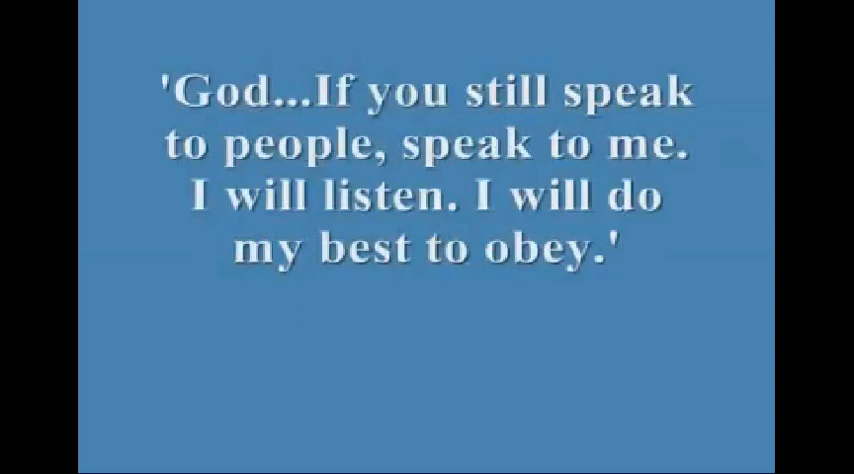 'God...If you still speak
to people, speak to me.
I will listen. I will do
my best to obey.'